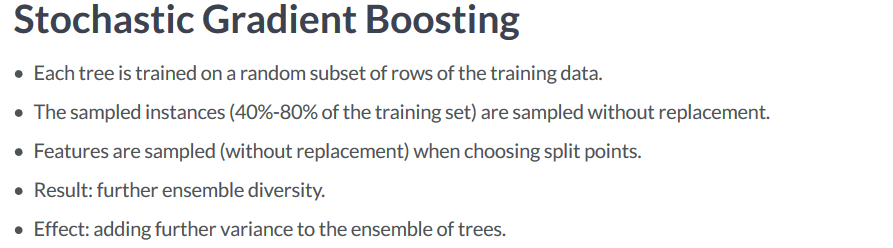 Stochastic Gradient Boosting
• Each tree is trained on a random subset of rows of the training data.
• The sampled instances (40%-80% of the training set) are sampled without replacement.
• Features are sampled (without replacement) when choosing split points.
• Result: further ensemble diversity.
• Effect: adding further variance to the ensemble of trees.